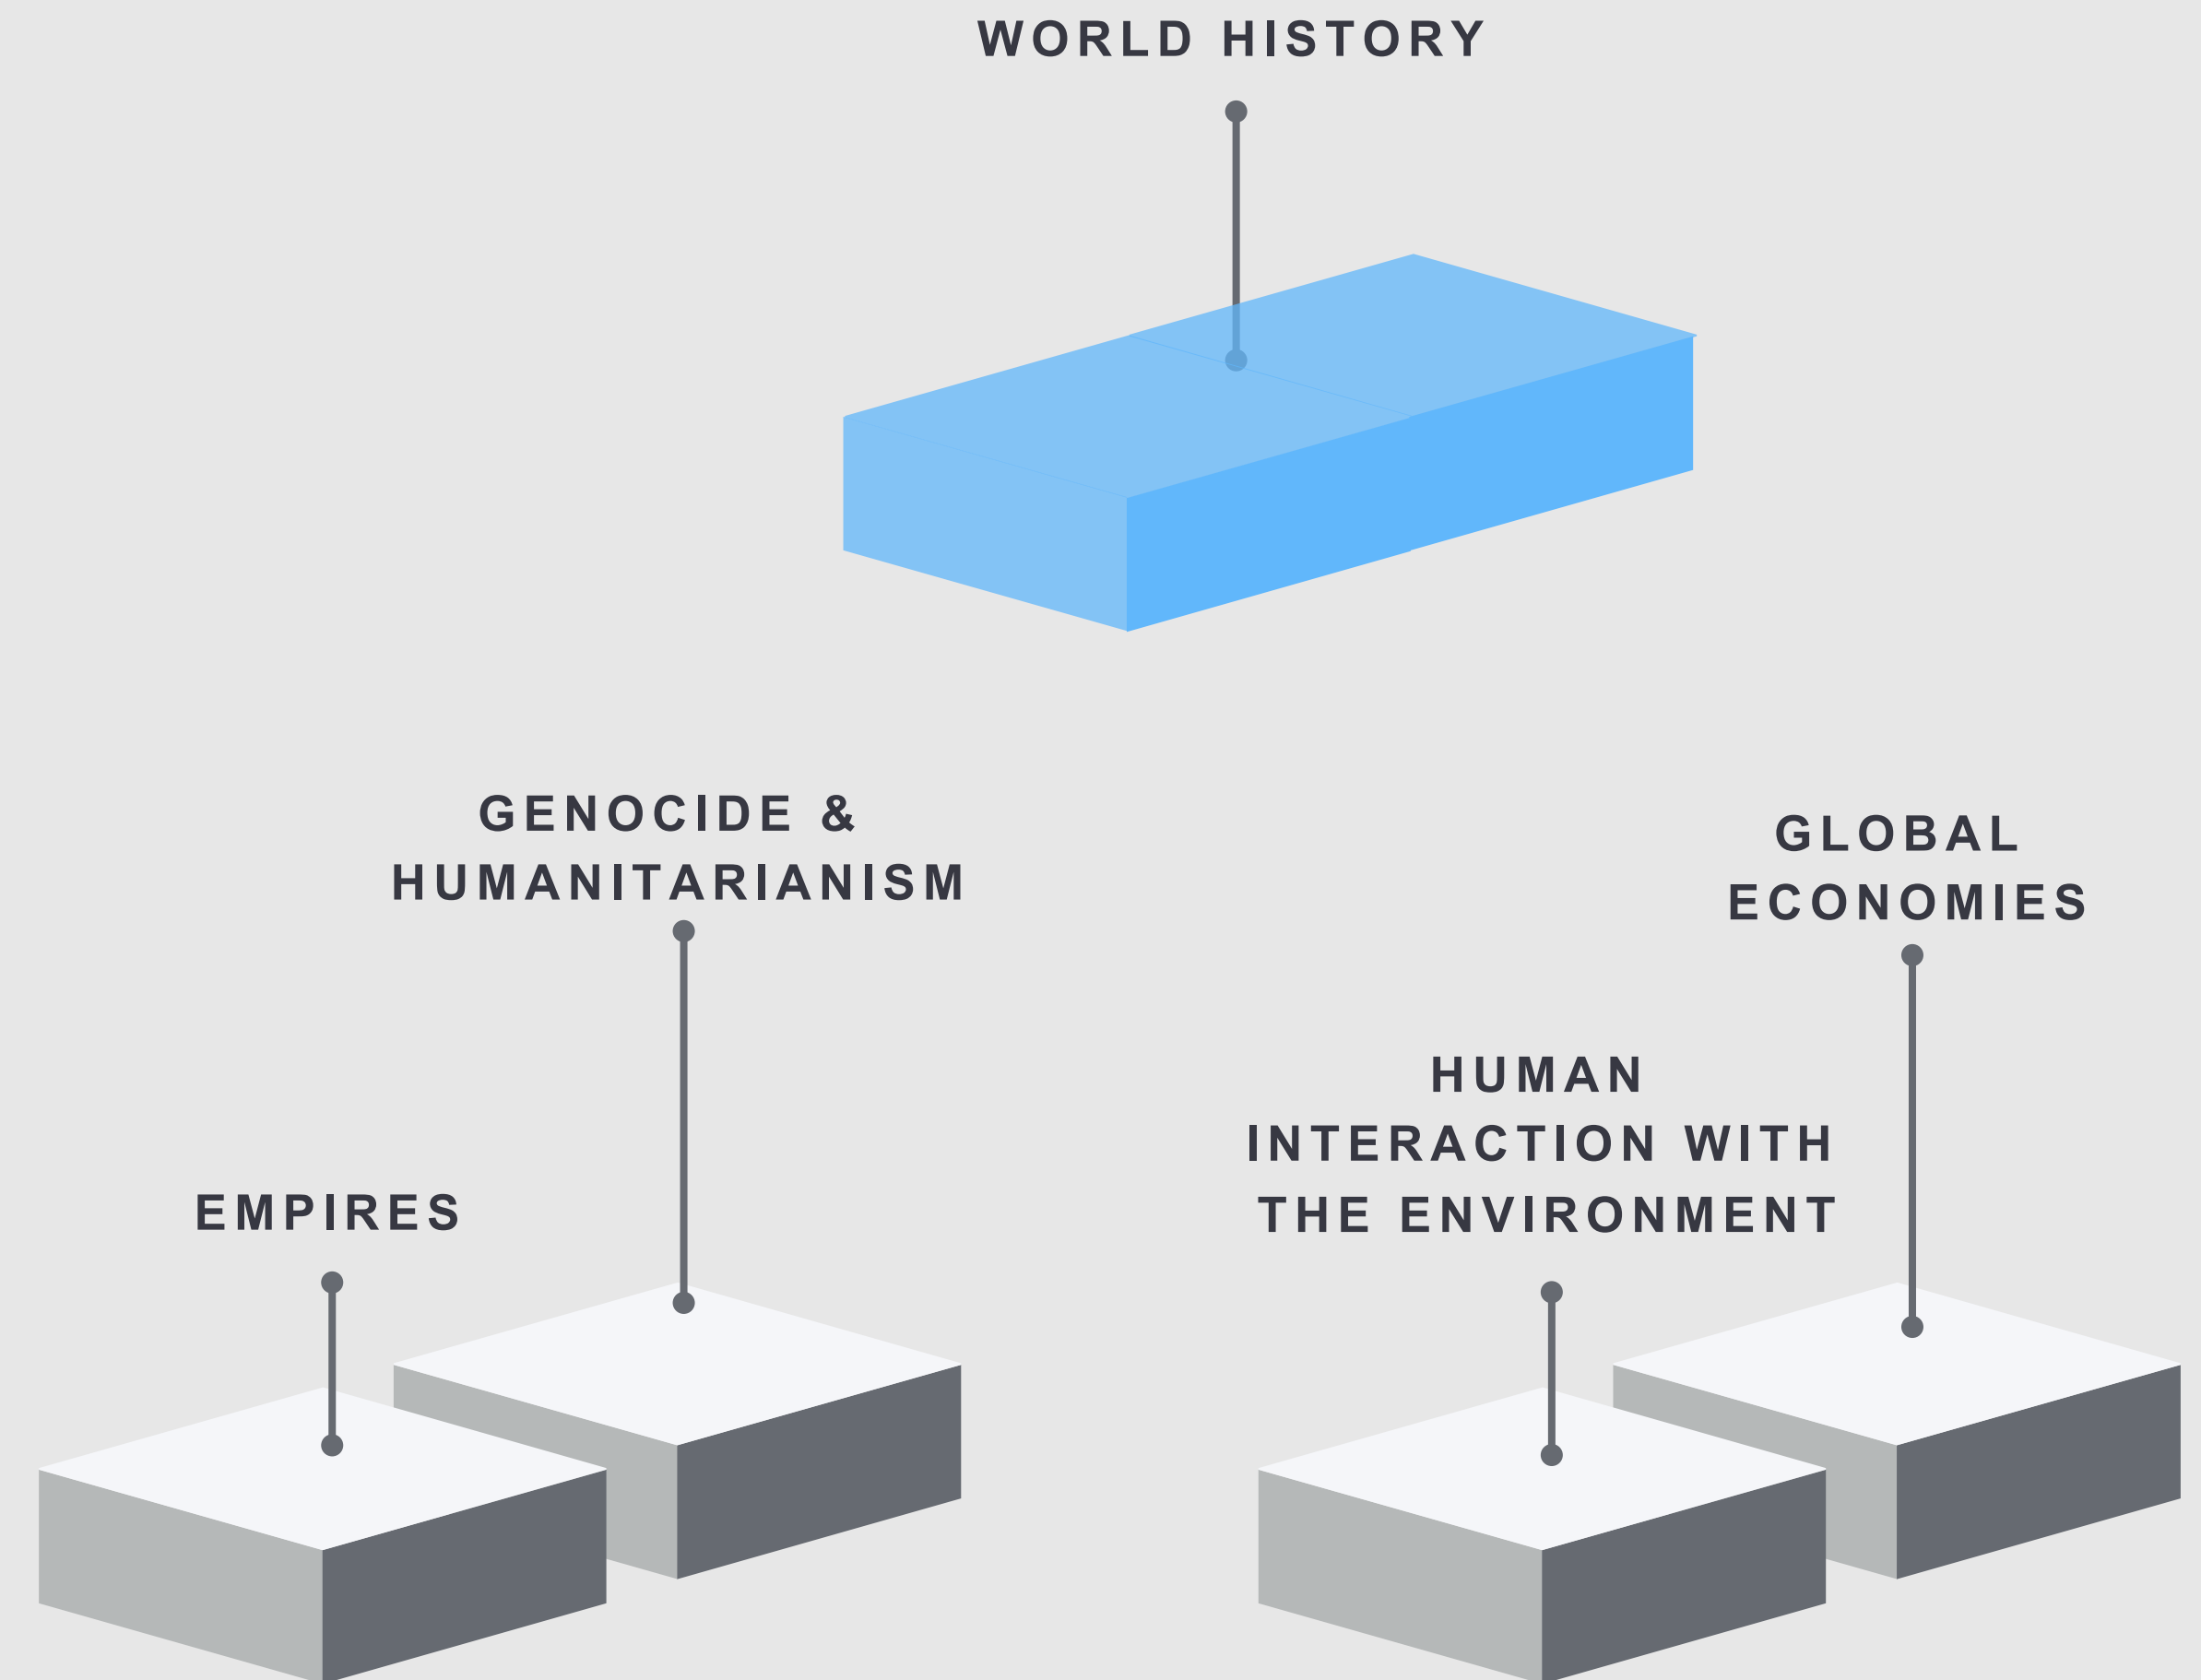 WORLD HISTORY
GENOCIDE &
HUMANITARIANISM
GLOBAL
ECONOMIES
HUMAN
INTERACTION WITH
THE ENVIRONMENT
EMPIRES